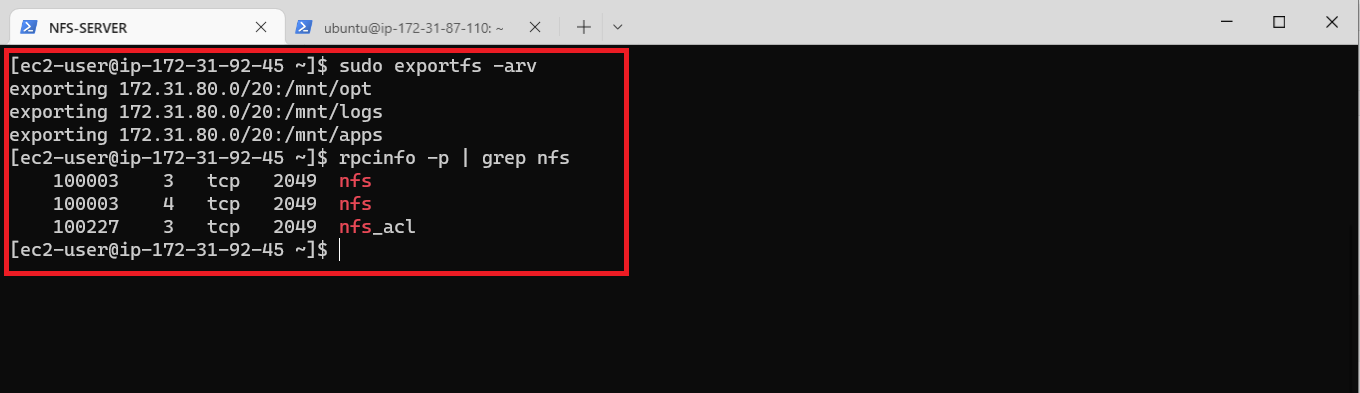 NFS-SERVER
ubuntu@ip-172-31-87-110: ~
[ec2-user@ip-172-31-92-45 ~]$ sudo exportfs -arv
exporting 172.31.80.0/20:/mnt/opt
exporting 172.31.80.0/20:/mnt/logs
exporting 172.31.80.0/20:/mnt/apps
[ec2-user@ip-172-31-92-45 ~]$ rpcinfo -p | grep nfs
    100003    3   tcp   2049  nfs
    100003    4   tcp   2049  nfs
    100227    3   tcp   2049  nfs_acl
[ec2-user@ip-172-31-92-45 ~]$